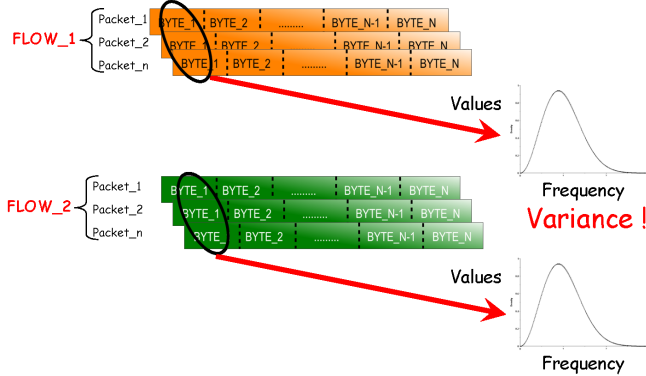 FLOW_1
Packet_1 BYTE_1 BYTE_2 ......... BYTE_N-1 BYTE_N
Packet_2 BYTE_1 BYTE_2 BYTE_N-1 BYTE_N
Packet_n BYTE_1 BYTE_2 ......... BYTE_N-1 BYTE_N
Values
Frequency
Variance !
FLOW_2
Packet_1 BYTE_1 BYTE_2 ......... BYTE_N-1 BYTE_N
Packet_2 BYTE_1 BYTE_2 ......... BYTE_N-1 BYTE_N
Packet_n BYTE_ BYTE_2 ......... BYTE_N-1 BYTE_N
Values
Frequency